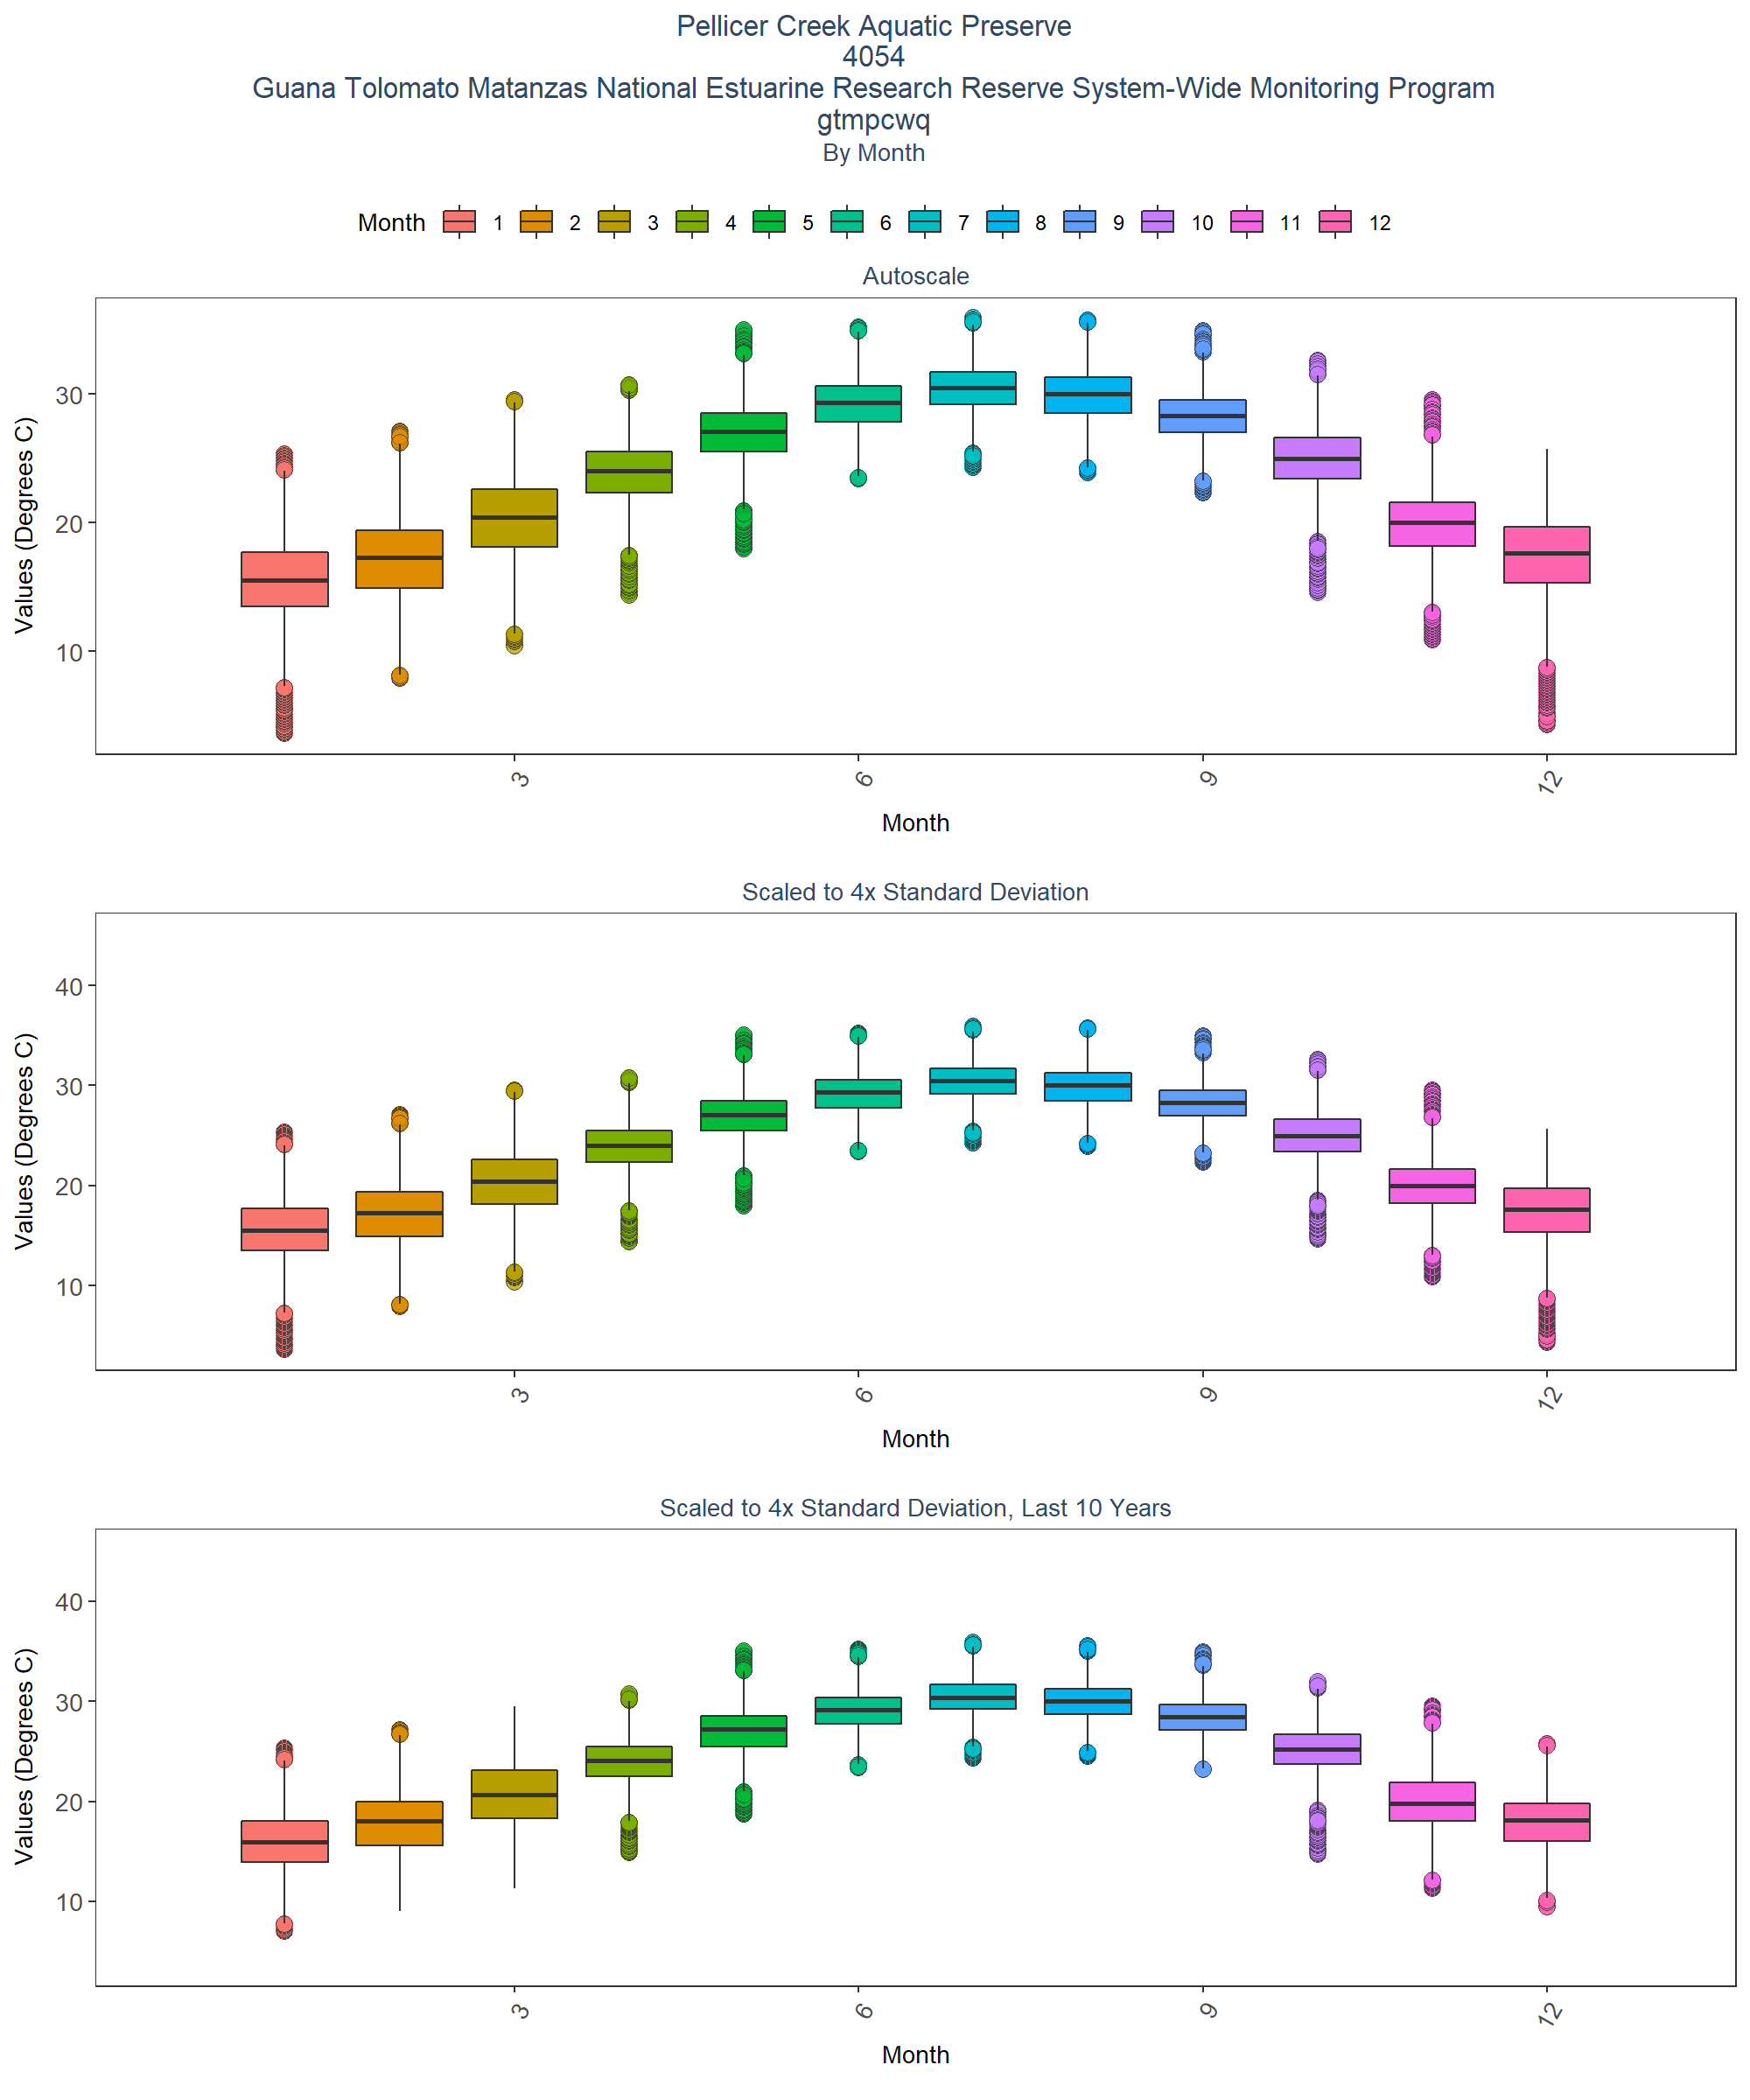 Pellicer Creek Aquatic Preserve
4054
Guana Tolomato Matanzas National Estuarine Research Reserve System-Wide Monitoring Program
gtmpcwq
By Month
Month 1 2 3 4 5 6 7 8 9 10 11 12
Autoscale
Values (Degrees C)
30
20
10
3 6 9 12
Month
Scaled to 4x Standard Deviation
Values (Degrees C)
40
30
20
10
3 6 9 12
Month
Scaled to 4x Standard Deviation, Last 10 Years
Values (Degrees C)
40
30
20
10
3 6 9 12
Month